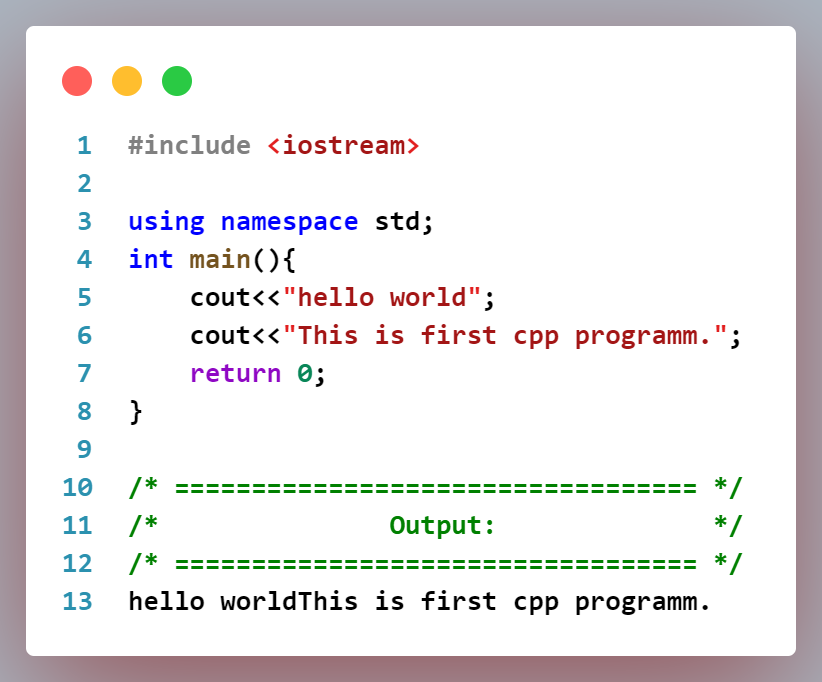 1 #include <iostream>
2
3 using namespace std;
4 int main(){
5     cout<<"hello world";
6     cout<<"This is first cpp programm.";
7     return 0;
8 }
9
10 /* ================================== */
11 /*               Output:              */
12 /* ================================== */
13 hello worldThis is first cpp programm.